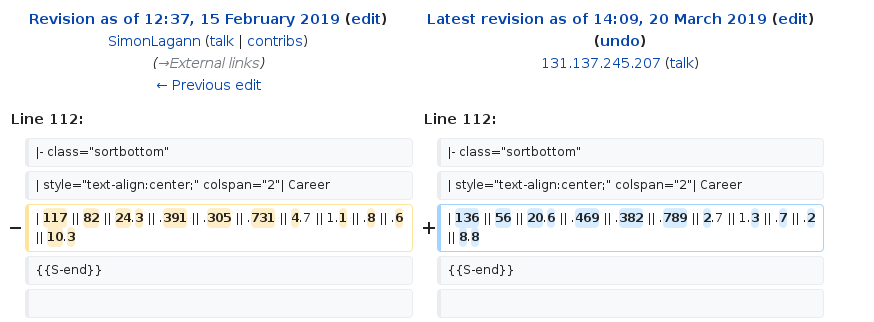 Revision as of 12:37, 15 February 2019 (edit)
SimonLagann (talk | contribs)
(→External links)
← Previous edit
Latest revision as of 14:09, 20 March 2019 (edit)
(undo)
131.137.245.207 (talk)
Line 112:
Line 112:
|- class="sortbottom"
|- class="sortbottom"
| style="text-align:center;" colspan="2"| Career
| style="text-align:center;" colspan="2"| Career
− | 117 || 82 || 24.3 || .391 || .305 || .731 || 4.7 || 1.1 || .8 || .6
|| 10.3
+ | 136 || 56 || 20.6 || .469 || .382 || .789 || 2.7 || 1.3 || .7 || .2
|| 8.8
{{S-end}}
{{S-end}}